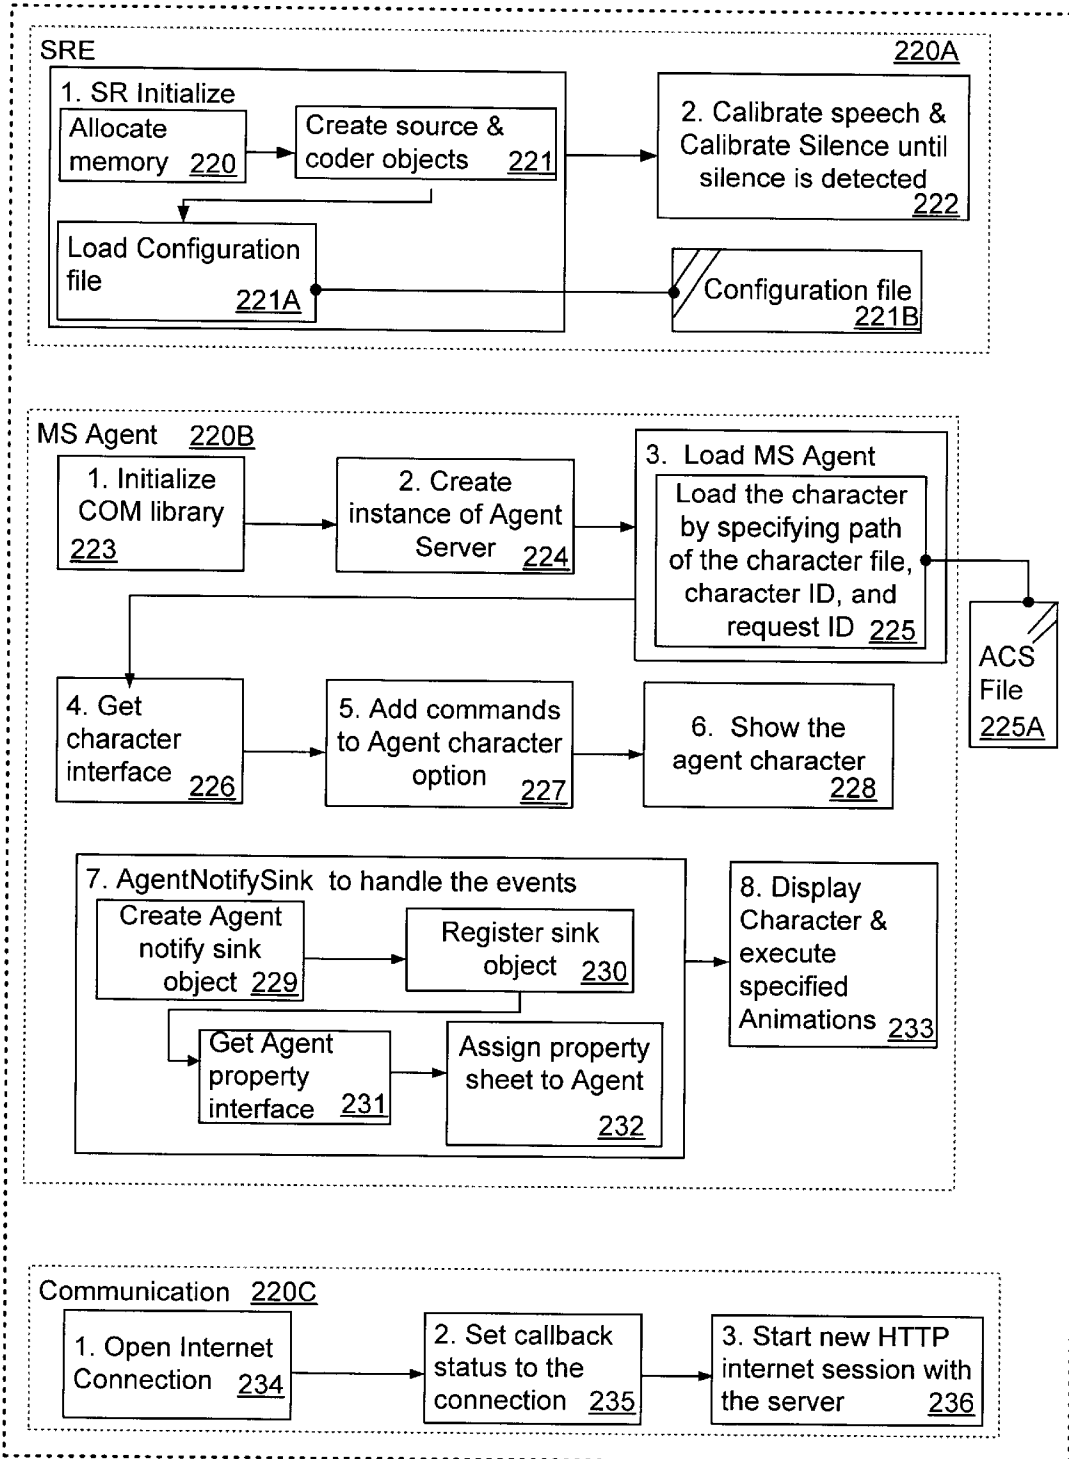 SRE
220A
1. SR Initialize
Allocate
memory 220
Create source &
coder objects 221
2. Calibrate speech &
Calibrate Silence until
silence is detected
222
Load Configuration
file
221A
Configuration file
221B
MS Agent 220B
1. Initialize
COM library
223
2. Create
instance of Agent
Server 224
3. Load MS Agent
Load the character
by specifying path
of the character file,
character ID, and
request ID 225
ACS
File
225A
4. Get
character
interface 226
5. Add commands
to Agent character
option 227
6. Show the
agent character
228
7. AgentNotifySink to handle the events
Create Agent
notify sink
object 229
Register sink
object 230
Get Agent
property
interface 231
Assign property
sheet to Agent
232
8. Display
Character &
execute
specified
Animations 233
Communication 220C
1. Open Internet
Connection 234
2. Set callback
status to the
connection 235
3. Start new HTTP
internet session with
the server 236